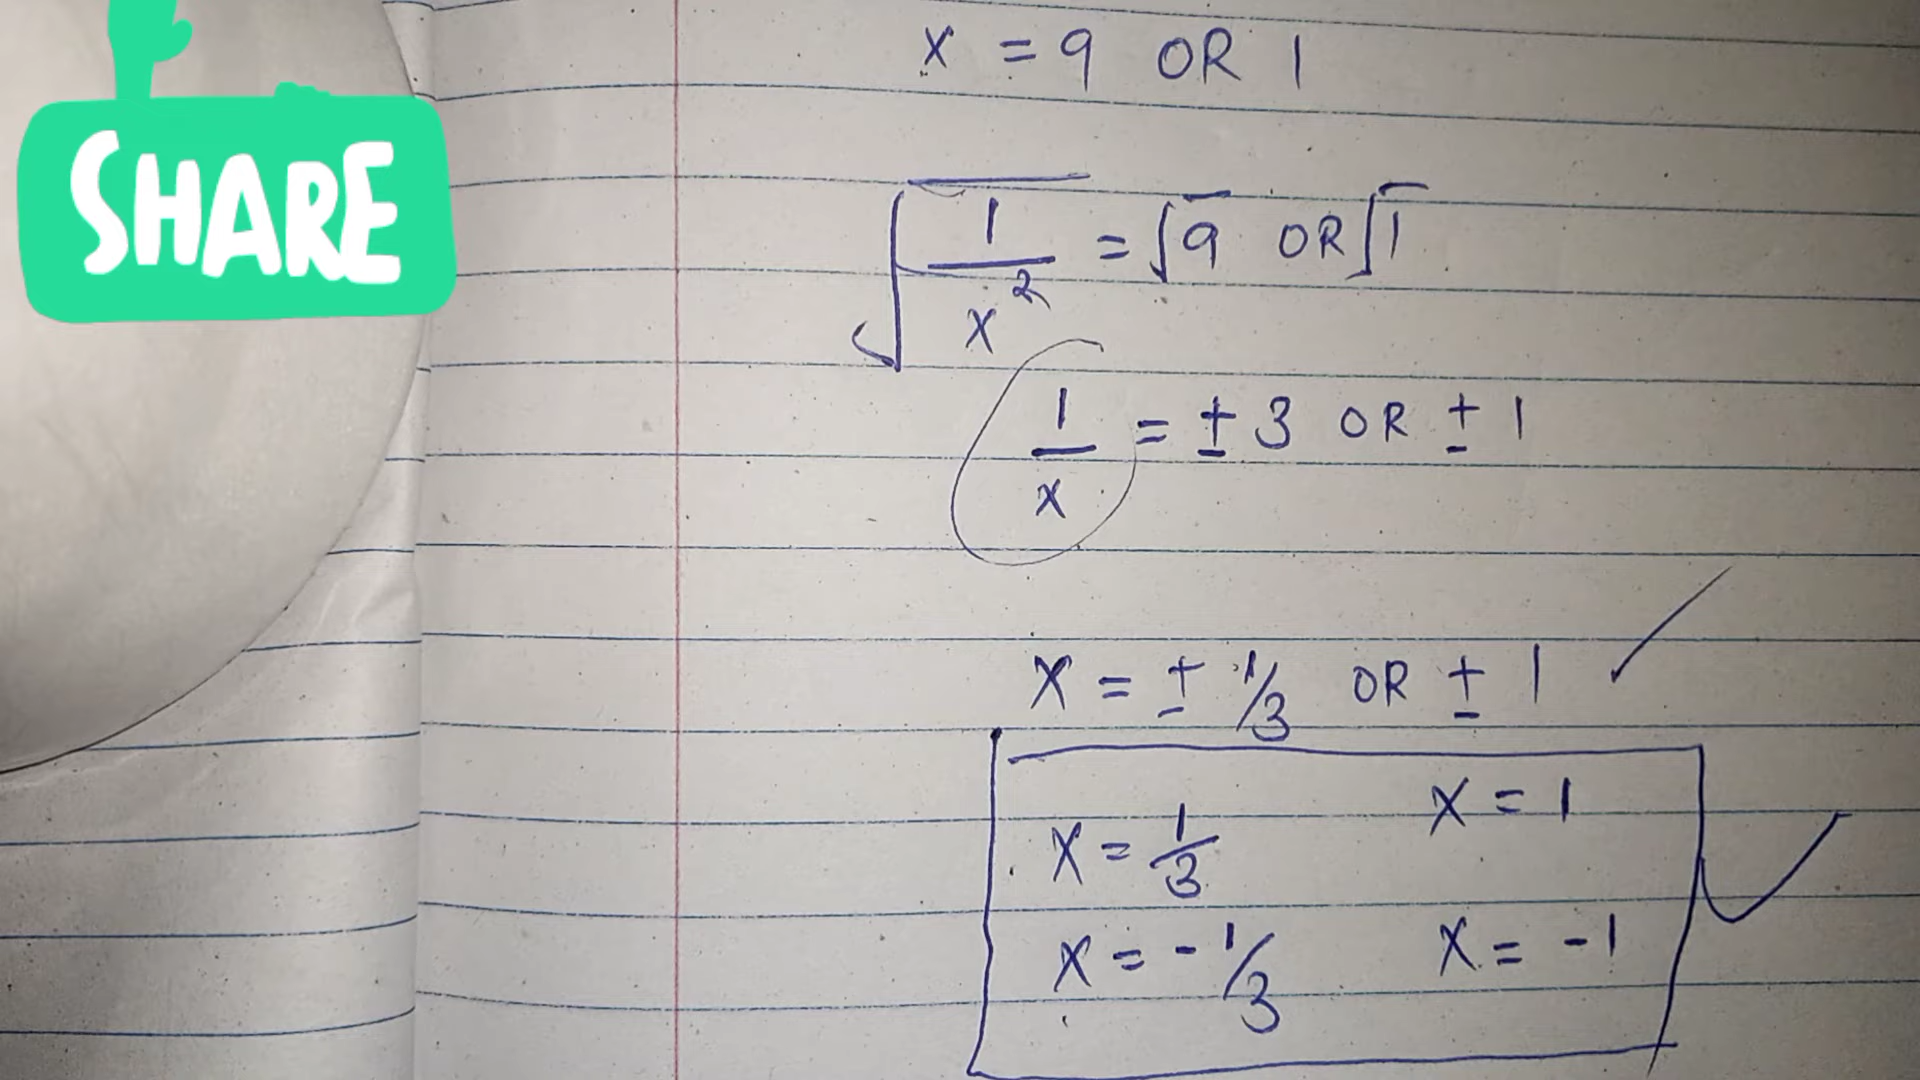 SHARE
x = 9 OR 1
√(1/x²) = √9 OR √1
1/x = ± 3 OR ± 1
x = ± 1/3 OR ± 1
x = 1/3 x = 1
x = -1/3 x = -1